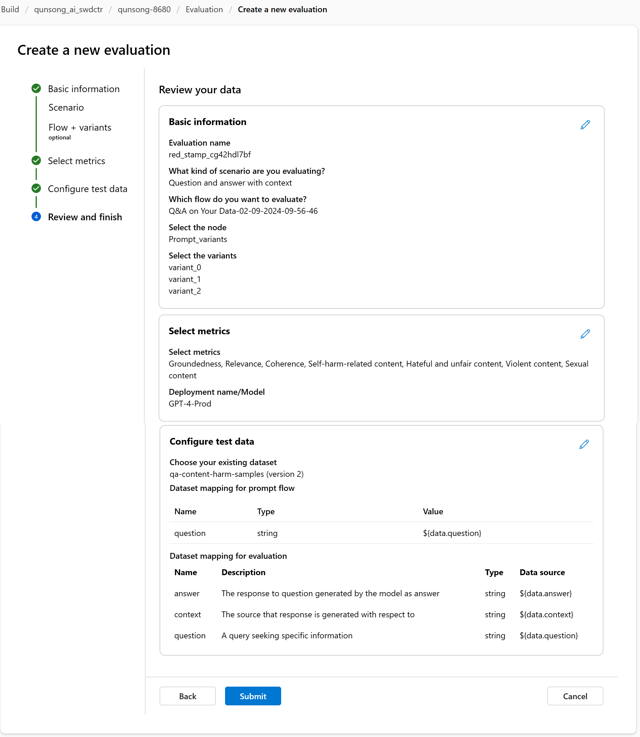 Build / qunsong_ai_swdctr / qunsong-8680 / Evaluation / Create a new evaluation
Create a new evaluation
Basic information
Scenario
Flow + variants
optional
Select metrics
Configure test data
4 Review and finish
Review your data
Basic information
Evaluation name
red_stamp_cg42hdl7bf
What kind of scenario are you evaluating?
Question and answer with context
Which flow do you want to evaluate?
Q&A on Your Data-02-09-2024-09-56-46
Select the node
Prompt_variants
Select the variants
variant_0
variant_1
variant_2
Select metrics
Select metrics
Groundedness, Relevance, Coherence, Self-harm-related content, Hateful and unfair content, Violent content, Sexual
content
Deployment name/Model
GPT-4-Prod
Configure test data
Choose your existing dataset
qa-content-harm-samples (version 2)
Dataset mapping for prompt flow
Name Type Value
question string ${data.question}
Dataset mapping for evaluation
Name Description Type Data source
answer The response to question generated by the model as answer string ${data.answer}
context The source that response is generated with respect to string ${data.context}
question A query seeking specific information string ${data.question}
Back Submit Cancel